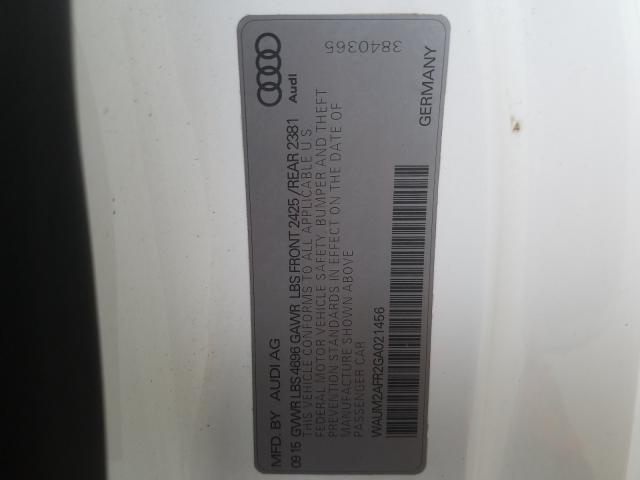 MFD. BY AUDI AG
Audi
09 15 GVWR LBS 4696 GAWR LBS FRONT 2425 /REAR 2381
THIS VEHICLE CONFORMS TO ALL APPLICABLE U.S.
FEDERAL MOTOR VEHICLE SAFETY, BUMPER AND THEFT
PREVENTION STANDARDS IN EFFECT ON THE DATE OF
MANUFACTURE SHOWN ABOVE
PASSENGER CAR
WAUM2AFR2GA021456
3840365
GERMANY